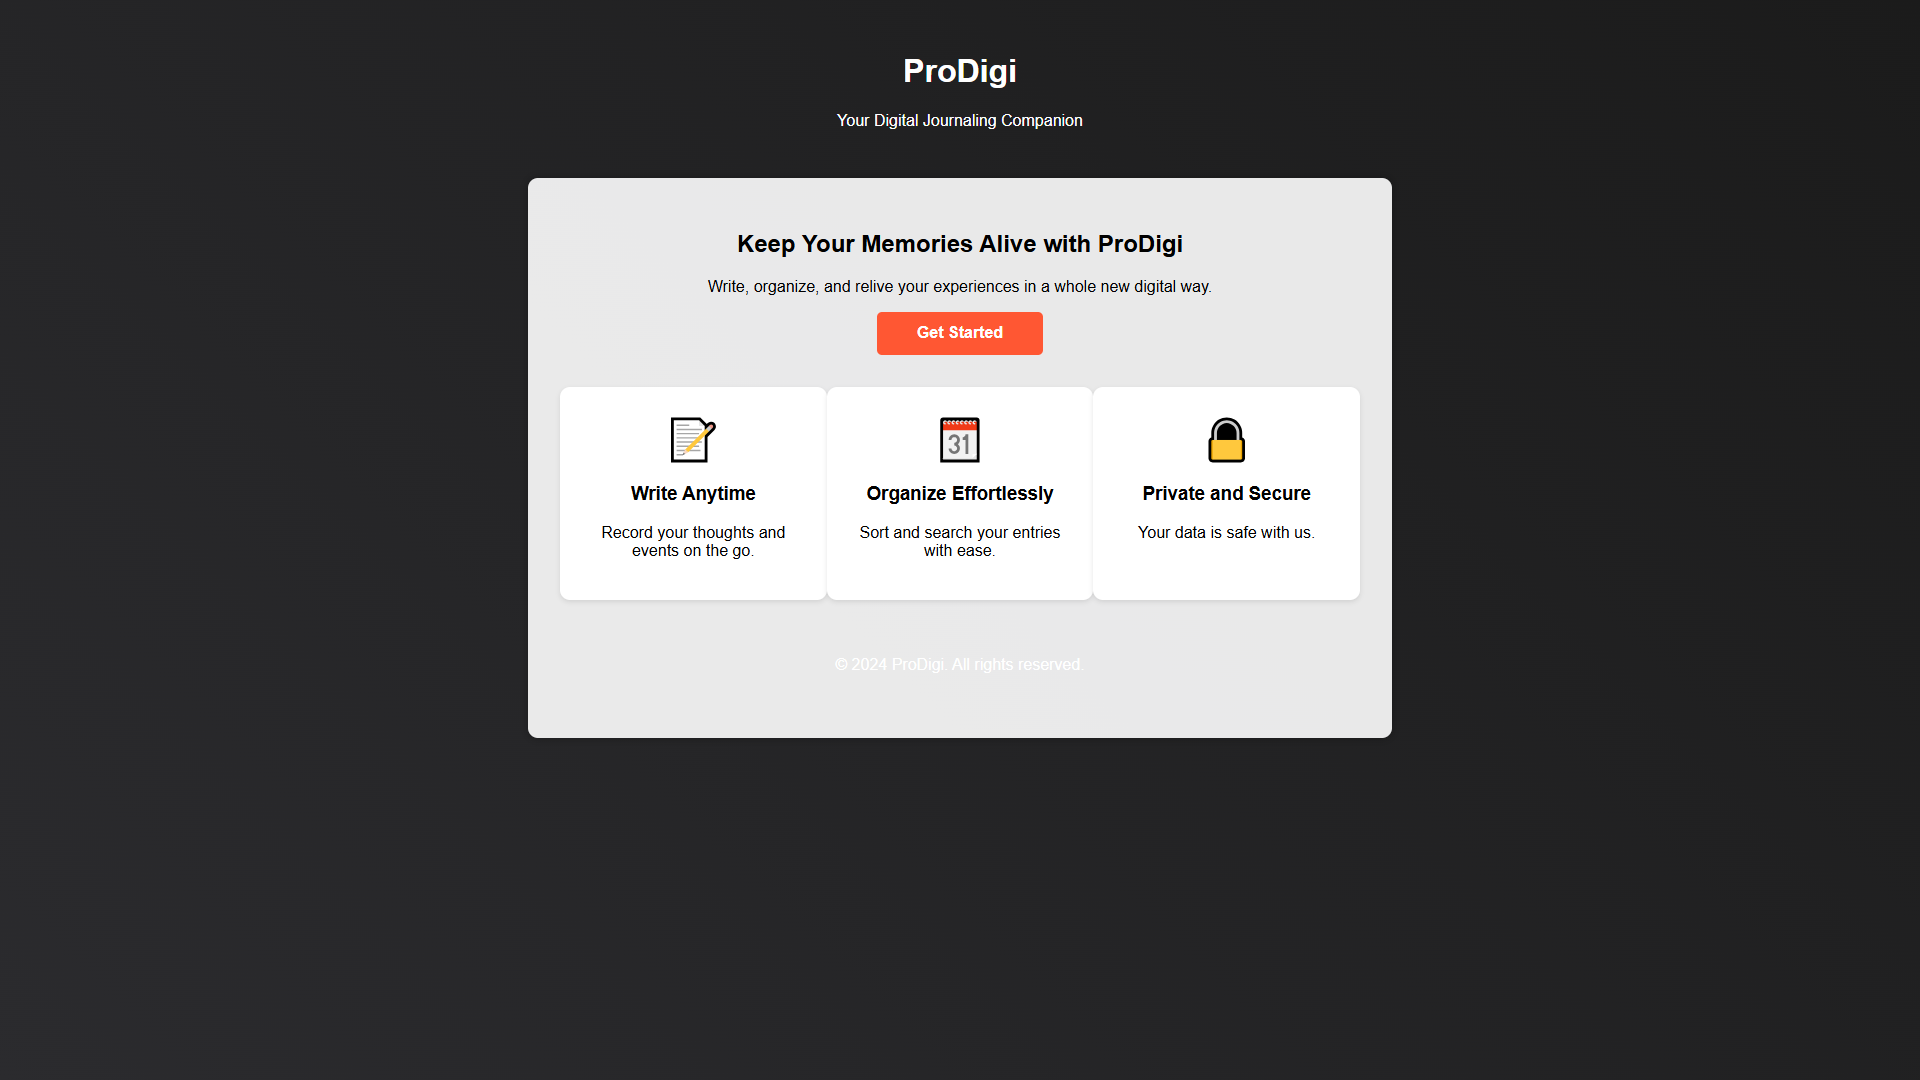 ProDigi
Your Digital Journaling Companion
Keep Your Memories Alive with ProDigi
Write, organize, and relive your experiences in a whole new digital way.
Get Started
31
Write Anytime
Record your thoughts and
events on the go.
Organize Effortlessly
Sort and search your entries
with ease.
Private and Secure
Your data is safe with us.
© 2024 ProDigi. All rights reserved.